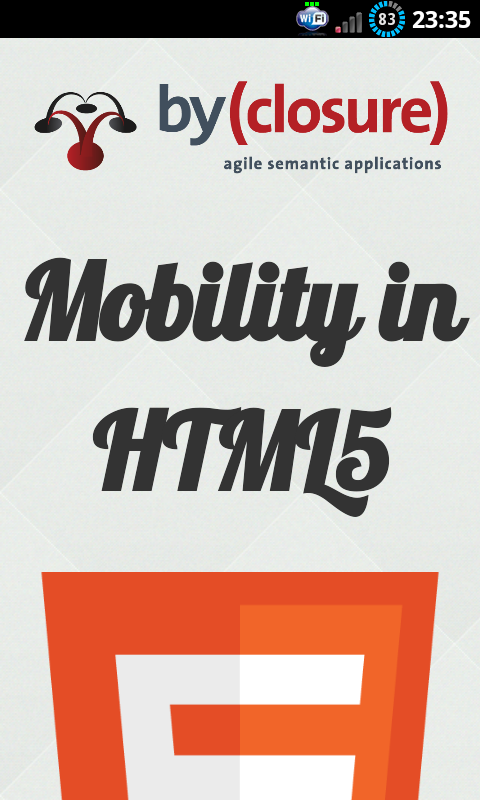 WiFi 83 23:35
by(closure)
agile semantic applications
Mobility in
HTML5